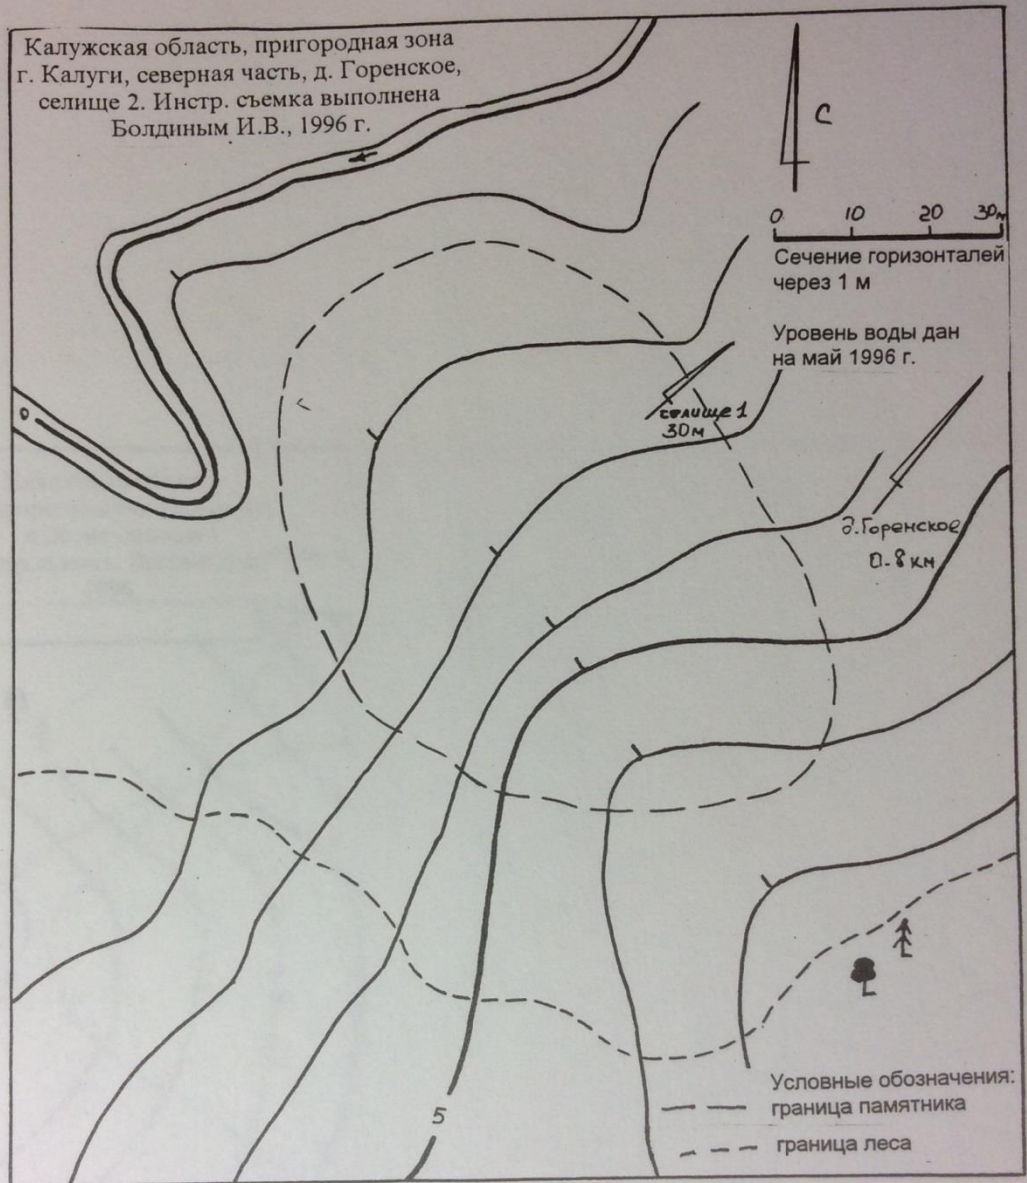 Калужская область, пригородная зона
г. Калуги, северная часть, д. Горенское,
селище 2. Инстр. съемка выполнена
Болдиным И.В., 1996 г.
С
0 10 20 30м
Сечение горизонталей
через 1 м
Уровень воды дан
на май 1996 г.
селище 1
30м
д.Горенское
0.8 км
5
Условные обозначения:
граница памятника
граница леса